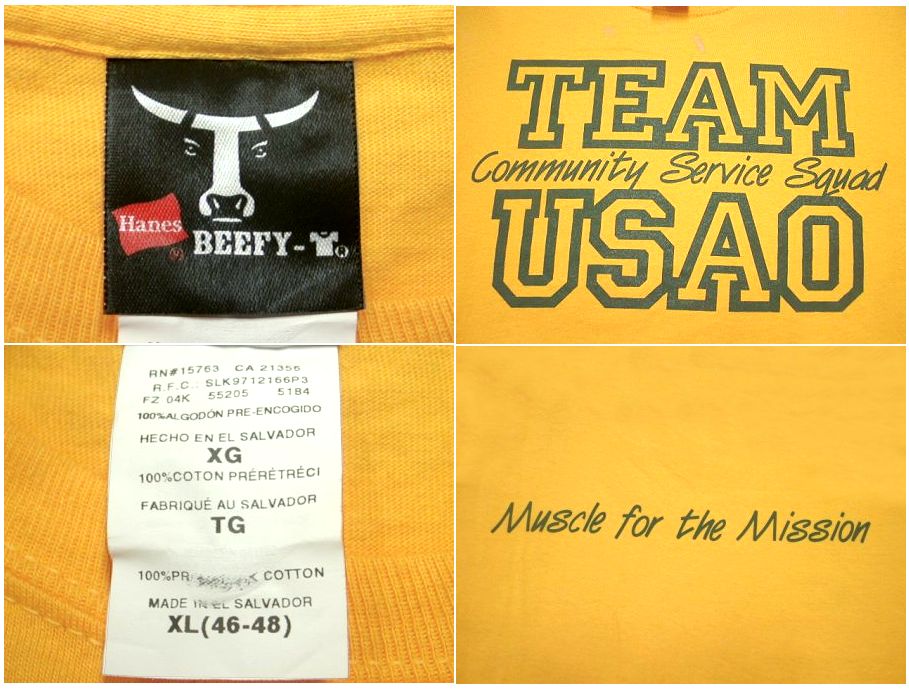 Hanes
BEEFY-
TEAM
Community Service Squad
USAO
RN#15763 CA 21356
R.F.C.: SLK9712166P3
FZ 04K 55205 5184
100%ALGODÓN PRE-ENCOGIDO
HECHO EN EL SALVADOR
XG
100%COTON PRÉRÉTRÉCI
FABRIQUÉ AU SALVADOR
TG
COTTON
MADE IN EL SALVADOR
XL(46-48)
Muscle for the Mission